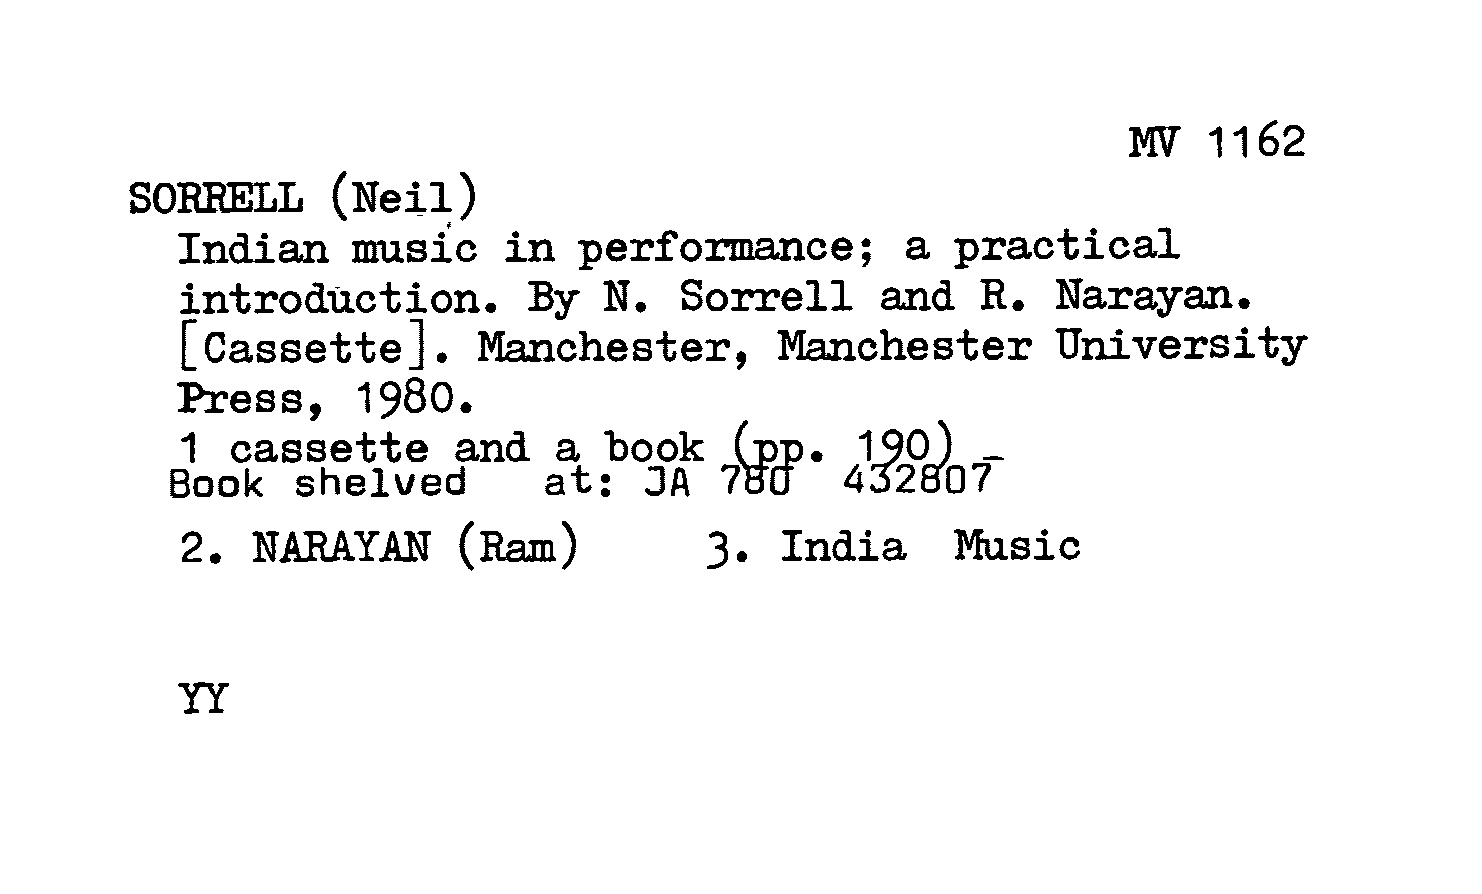 MV 1162
SORRELL (Neil)
Indian music in performance; a practical
introduction. By N. Sorrell and R. Narayan.
[Cassette]. Manchester, Manchester University
Press, 1980.
1 cassette and a book (pp. 190) –
Book shelved at: JA 780 432807
2. NARAYAN (Ram) 3. India Music
YY